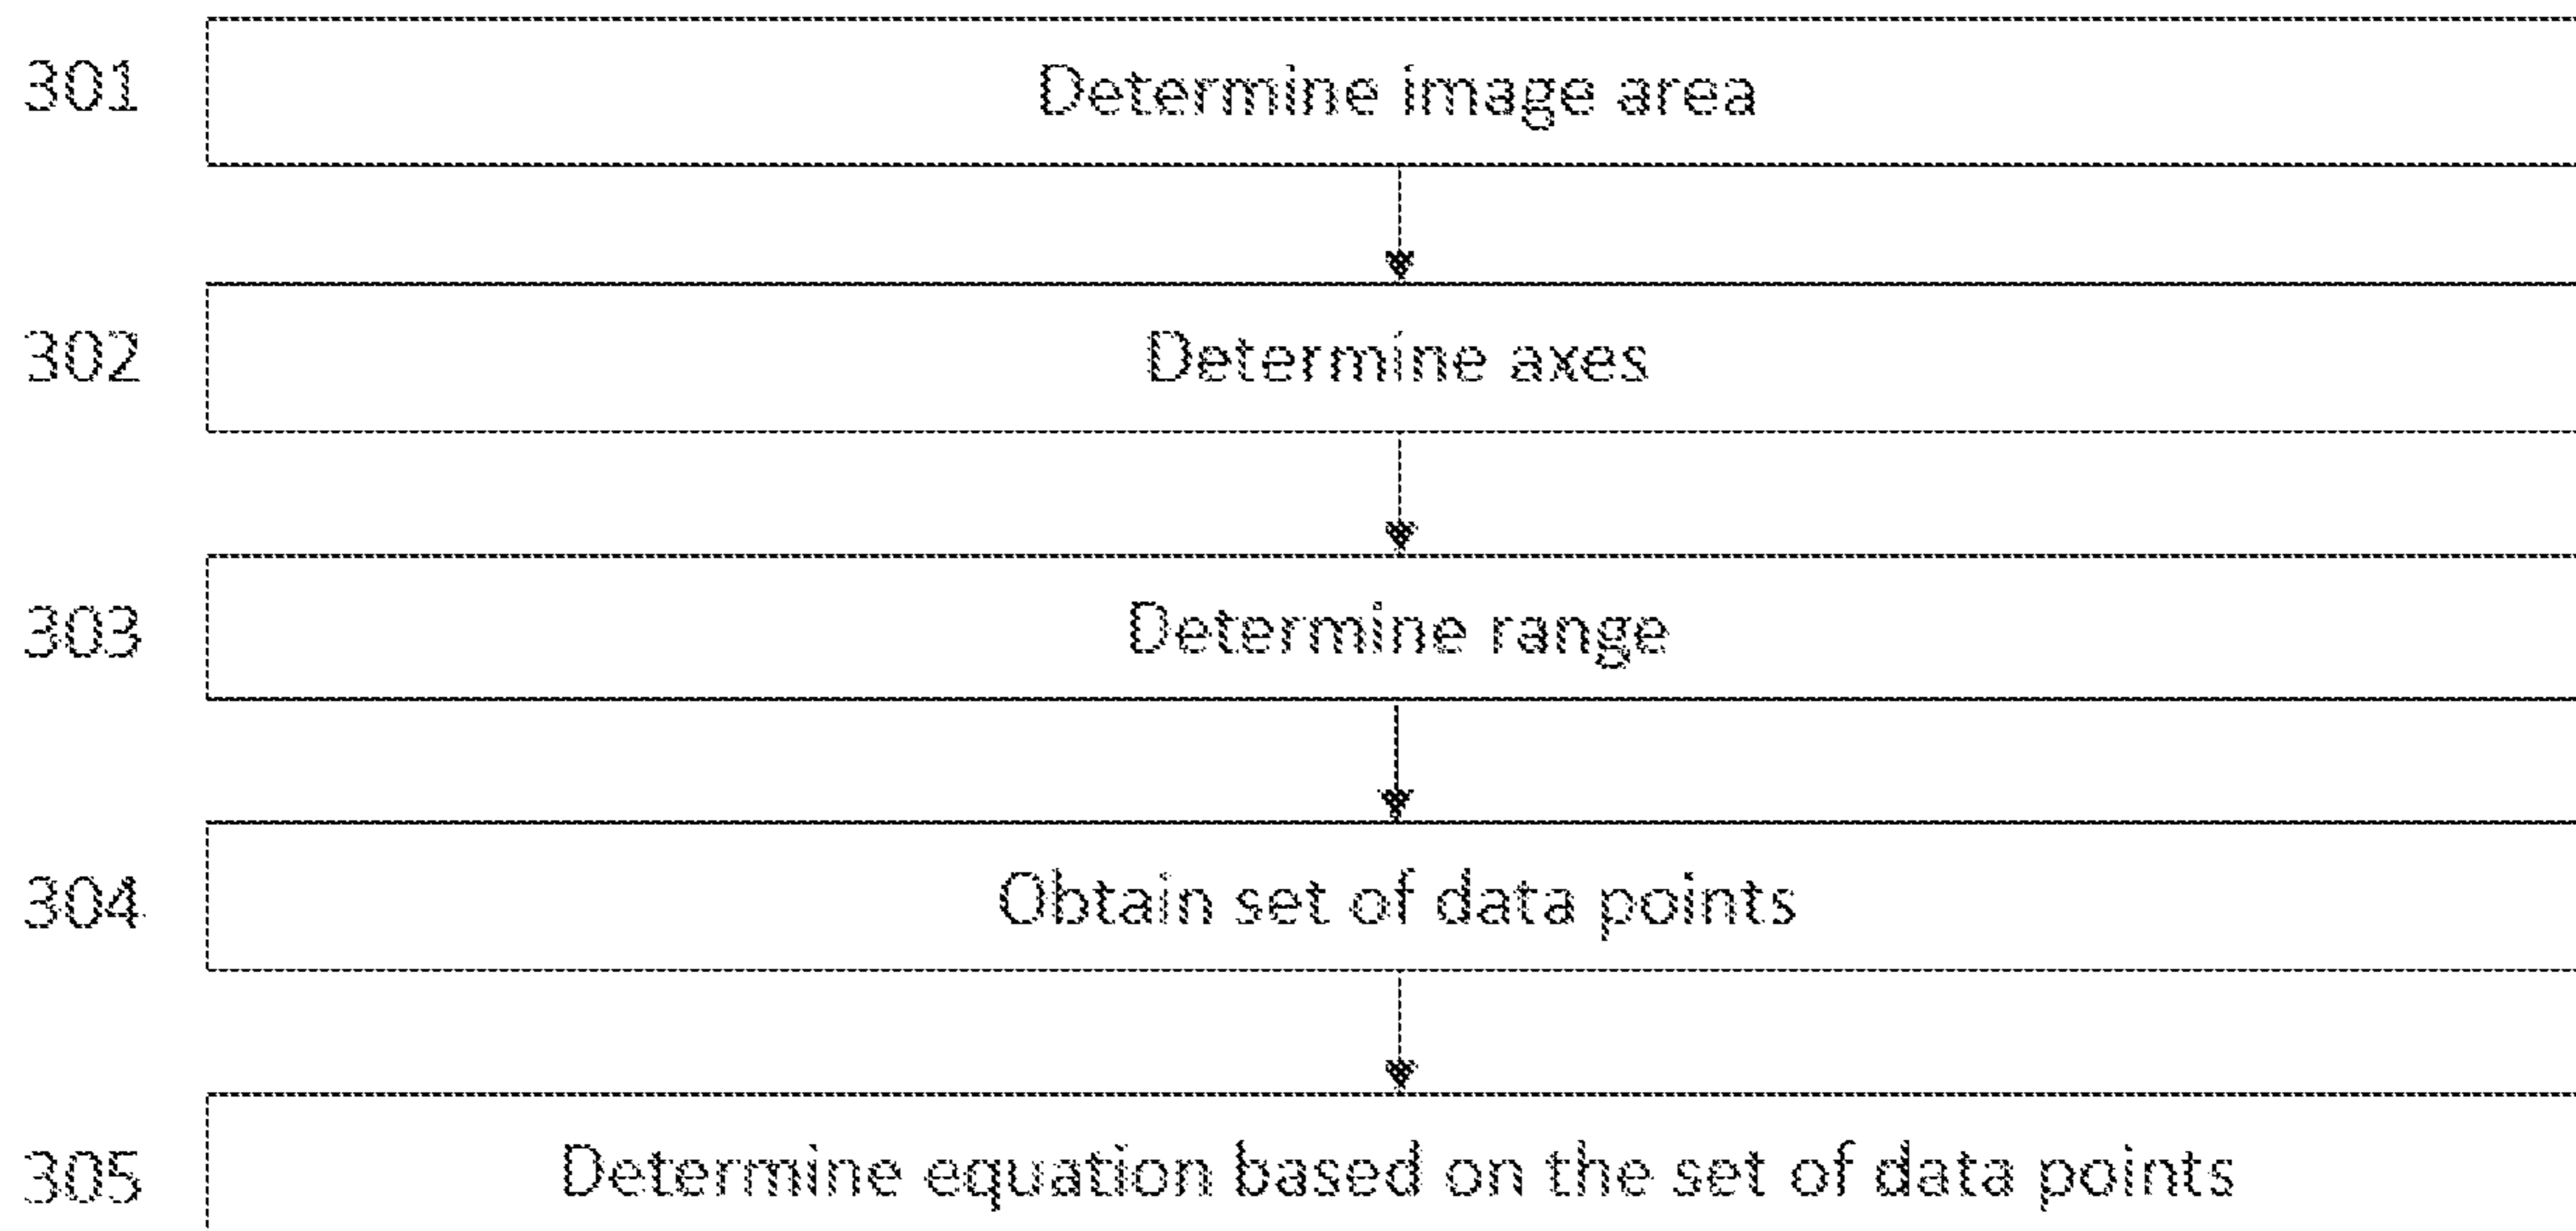 301 Determine image area
302 Determine axes
303 Determine range
304 Obtain set of data points
305 Determine equation based on the set of data points